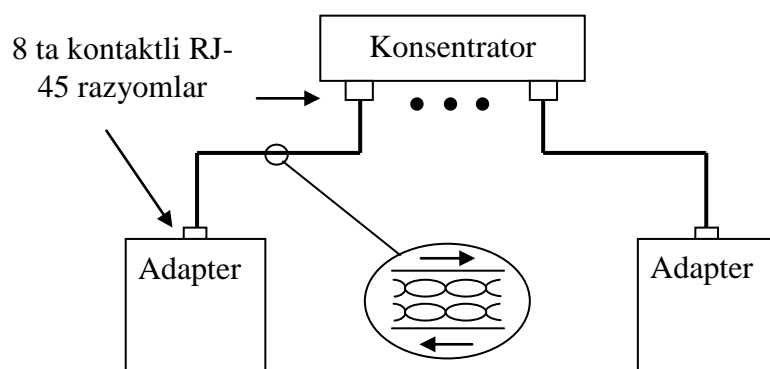 8 ta kontaktli RJ-
45 razyomlar
Konsentrator
Adapter
Adapter